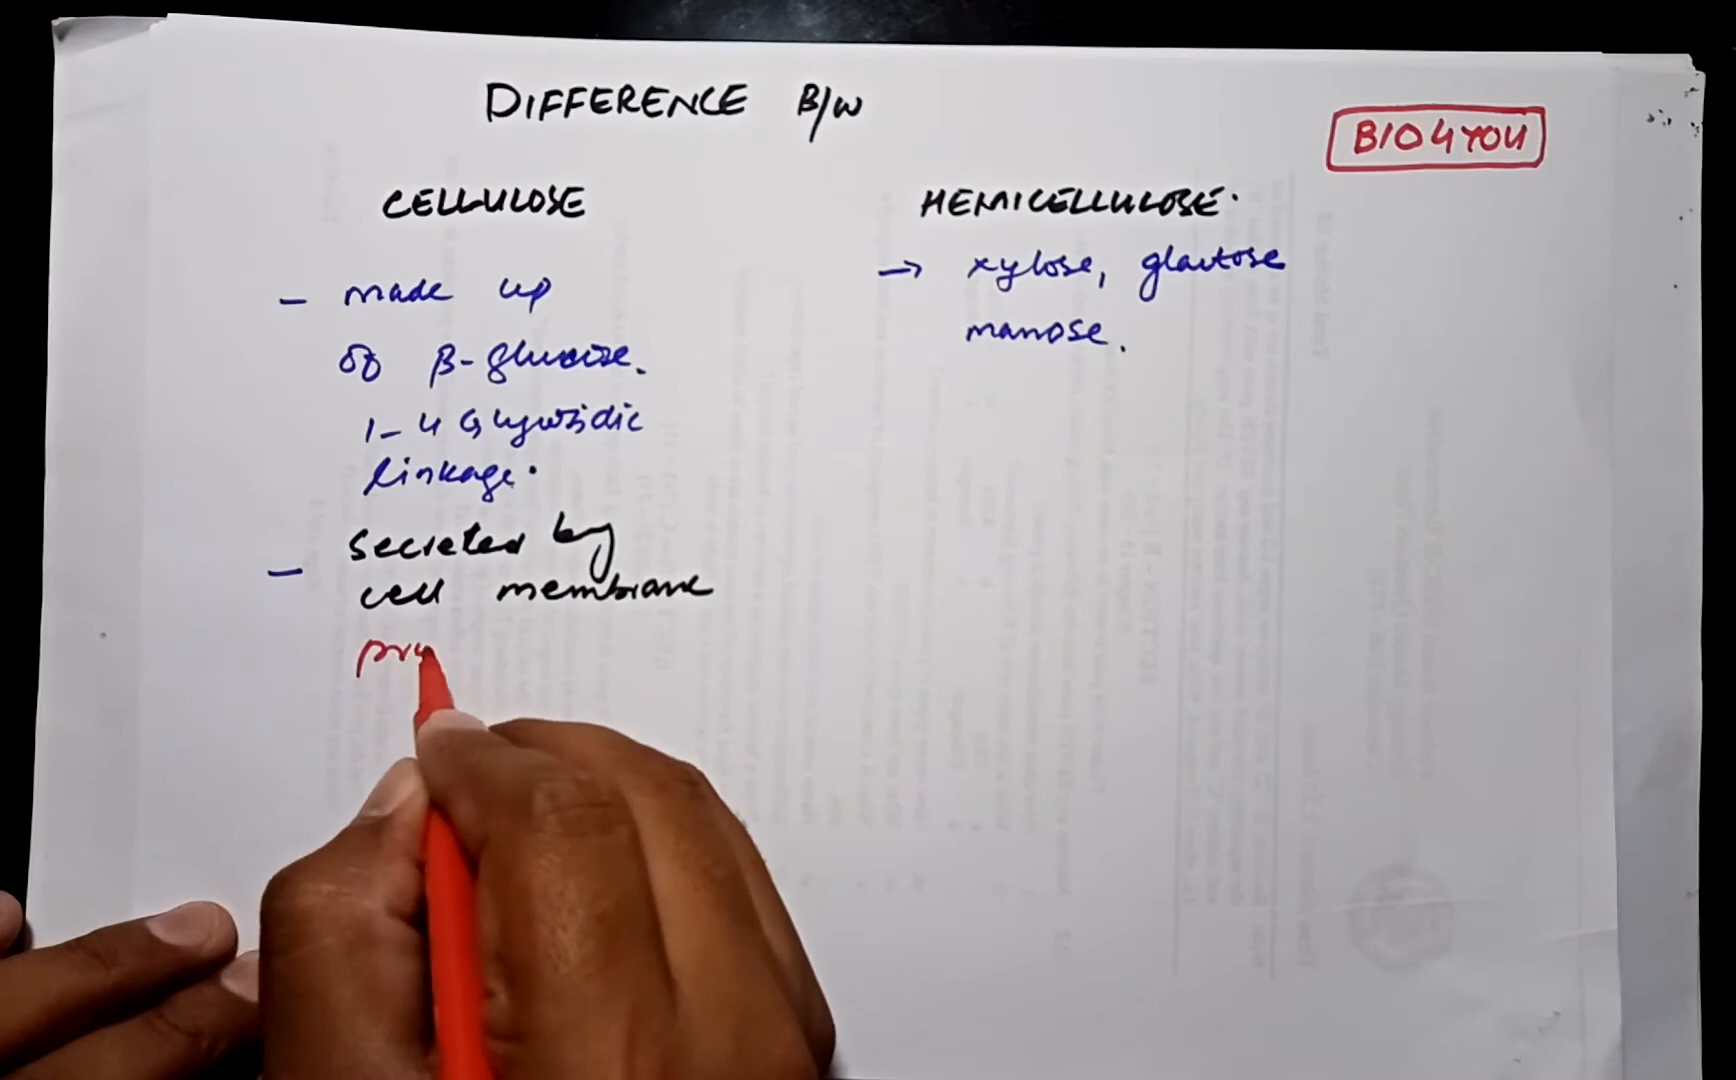 DIFFERENCE B/W
BIO4YOU
CELLULOSE
HEMICELLULOSE.
- made up
of β-glucose.
1-4 Glycosidic
linkage.
- secreted by
cell membrane
→ xylose, glactose
manose.